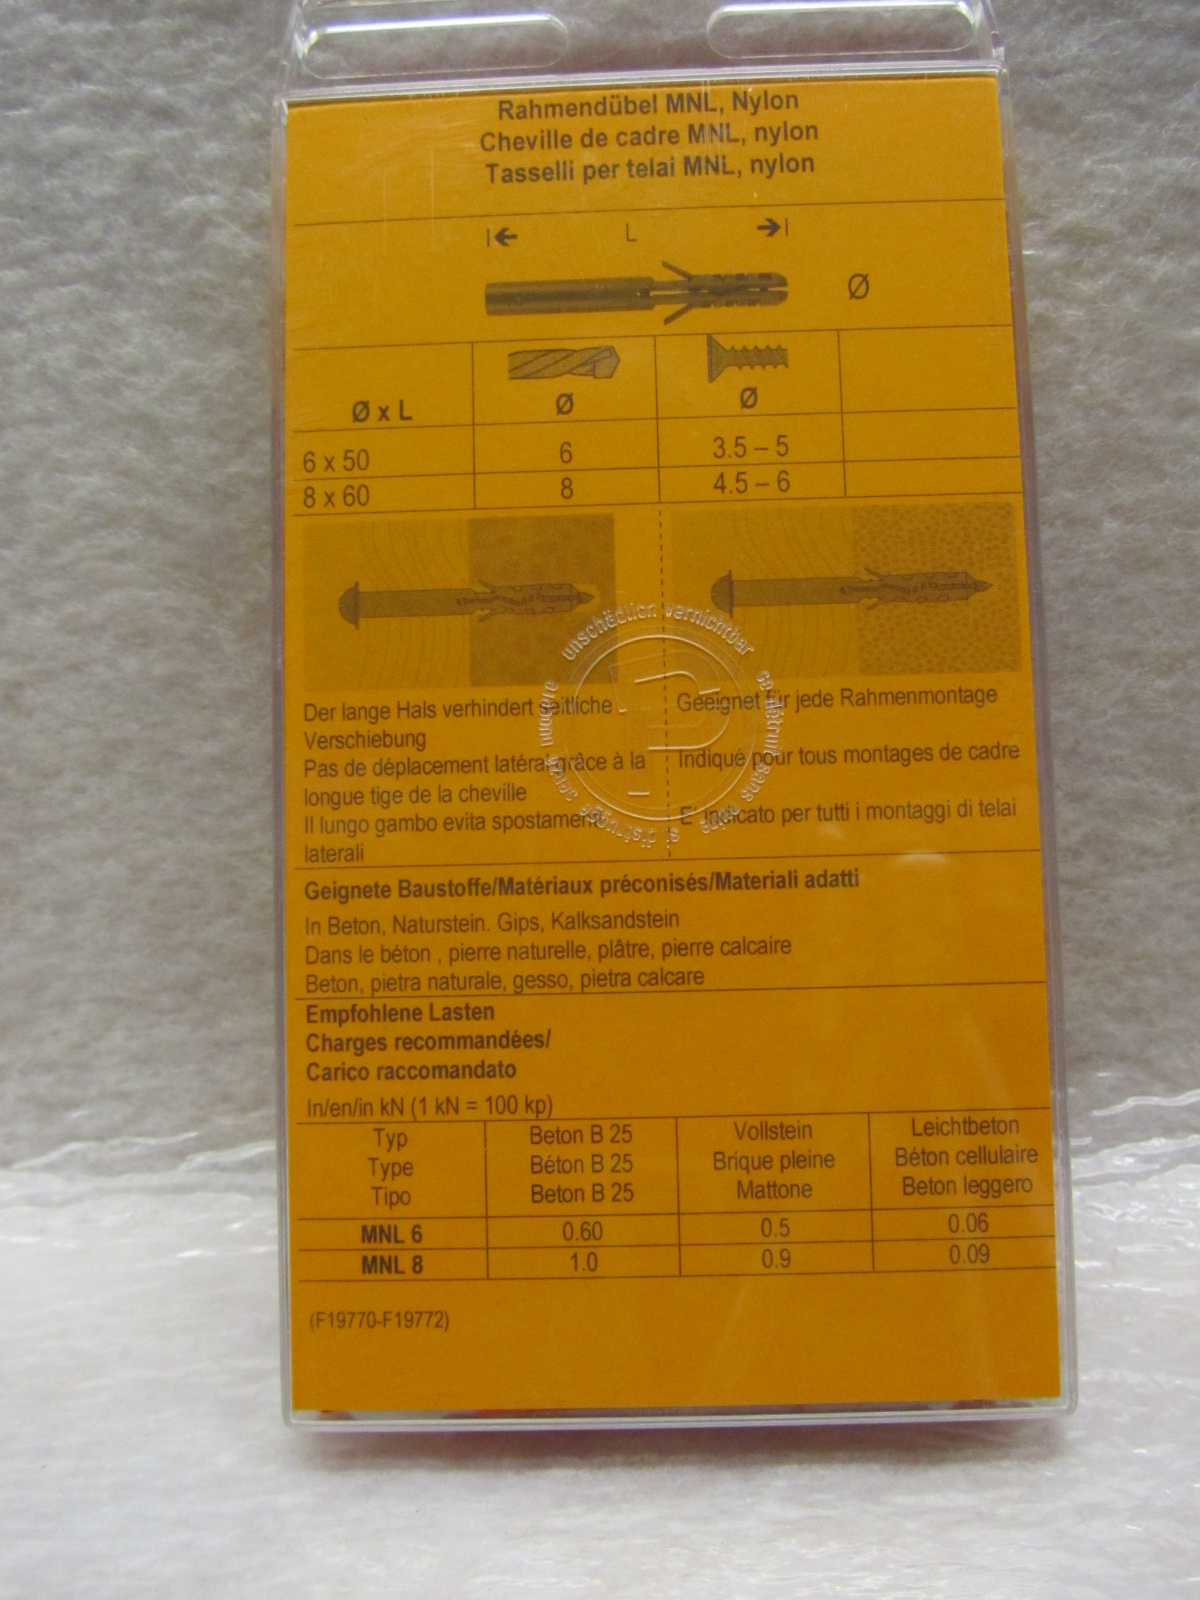 Rahmendübel MNL, Nylon
Cheville de cadre MNL, nylon
Tasselli per telai MNL, nylon
L
Ø
Ø x L Ø Ø
6 x 50 6 3.5 – 5
8 x 60 8 4.5 – 6
Der lange Hals verhindert seitliche
Verschiebung
Pas de déplacement latéral grâce à la
longue tige de la cheville
Il lungo gambo evita spostamenti
laterali
Geeignet für jede Rahmenmontage
Indiqué pour tous montages de cadre
E' indicato per tutti i montaggi di telai
unschädlich vernichtbar
si distrugge senza nuocere
Geignete Baustoffe/Matériaux préconisés/Materiali adatti
In Beton, Naturstein. Gips, Kalksandstein
Dans le béton , pierre naturelle, plâtre, pierre calcaire
Beton, pietra naturale, gesso, pietra calcare
Empfohlene Lasten
Charges recommandées/
Carico raccomandato
In/en/in kN (1 kN = 100 kp)
Typ Beton B 25 Vollstein Leichtbeton
Type Béton B 25 Brique pleine Béton cellulaire
Tipo Beton B 25 Mattone Beton leggero
MNL 6 0.60 0.5 0.06
MNL 8 1.0 0.9 0.09
(F19770-F19772)